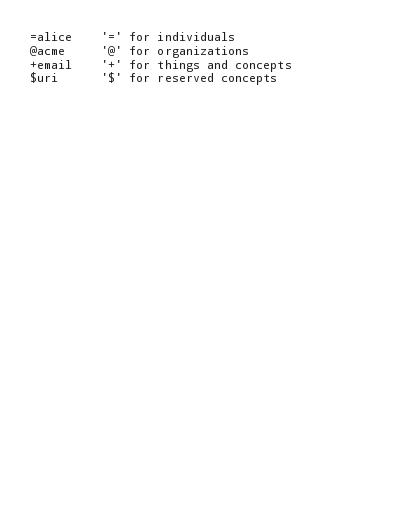 =alice    '=' for individuals
@acme     '@' for organizations
+email    '+' for things and concepts
$uri      '$' for reserved concepts